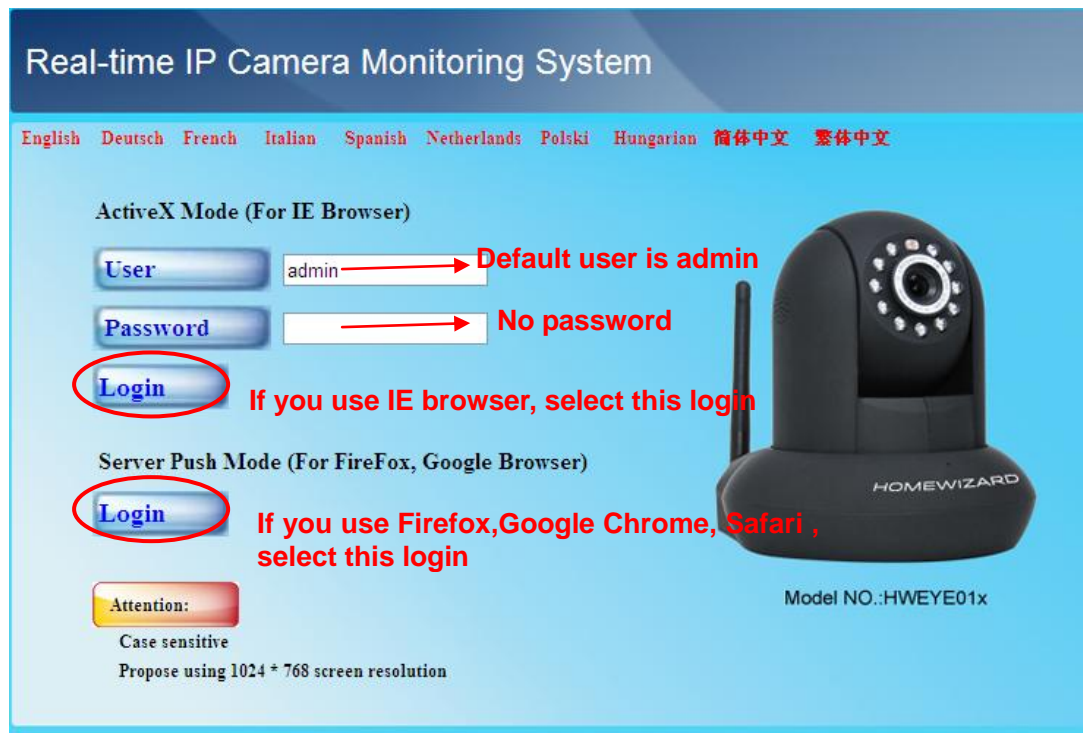 Real-time IP Camera Monitoring System
English Deutsch French Italian Spanish Netherlands Polski Hungarian 简体中文 繁体中文
ActiveX Mode (For IE Browser)
User admin Default user is admin
Password No password
Login If you use IE browser, select this login
Server Push Mode (For FireFox, Google Browser)
HOMEWIZARD
Login If you use Firefox,Google Chrome, Safari ,
select this login
Attention:
Model NO.:HWEYE01x
Case sensitive
Propose using 1024 * 768 screen resolution